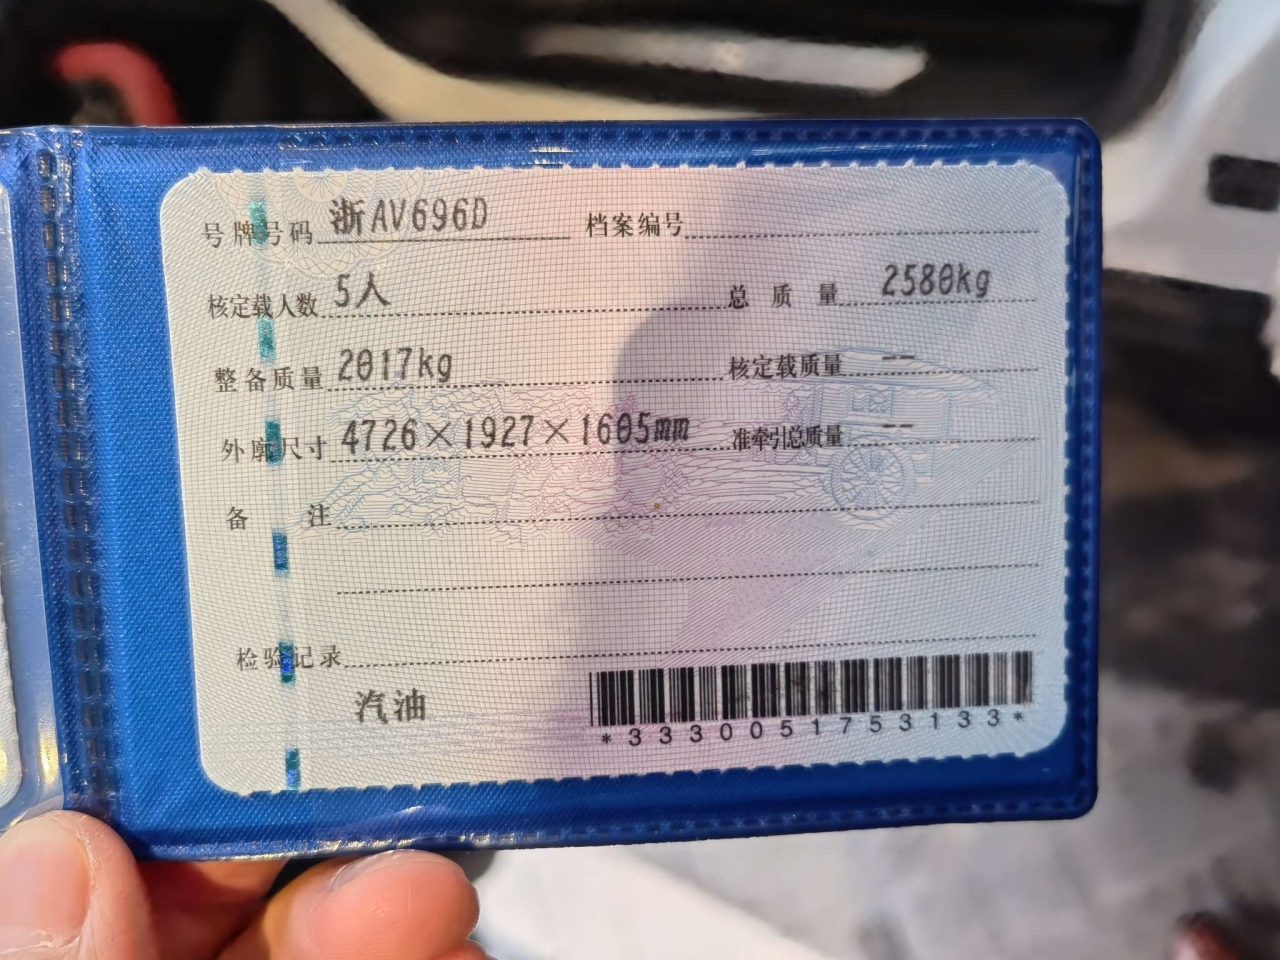 号牌号码 浙AV696D 档案编号
核定载人数 5人 总质量 2580kg
整备质量 2017kg 核定载质量 --
外廓尺寸 4726×1927×1605mm 准牵引总质量 --
备注
检验记录
汽油
*3330051753133*